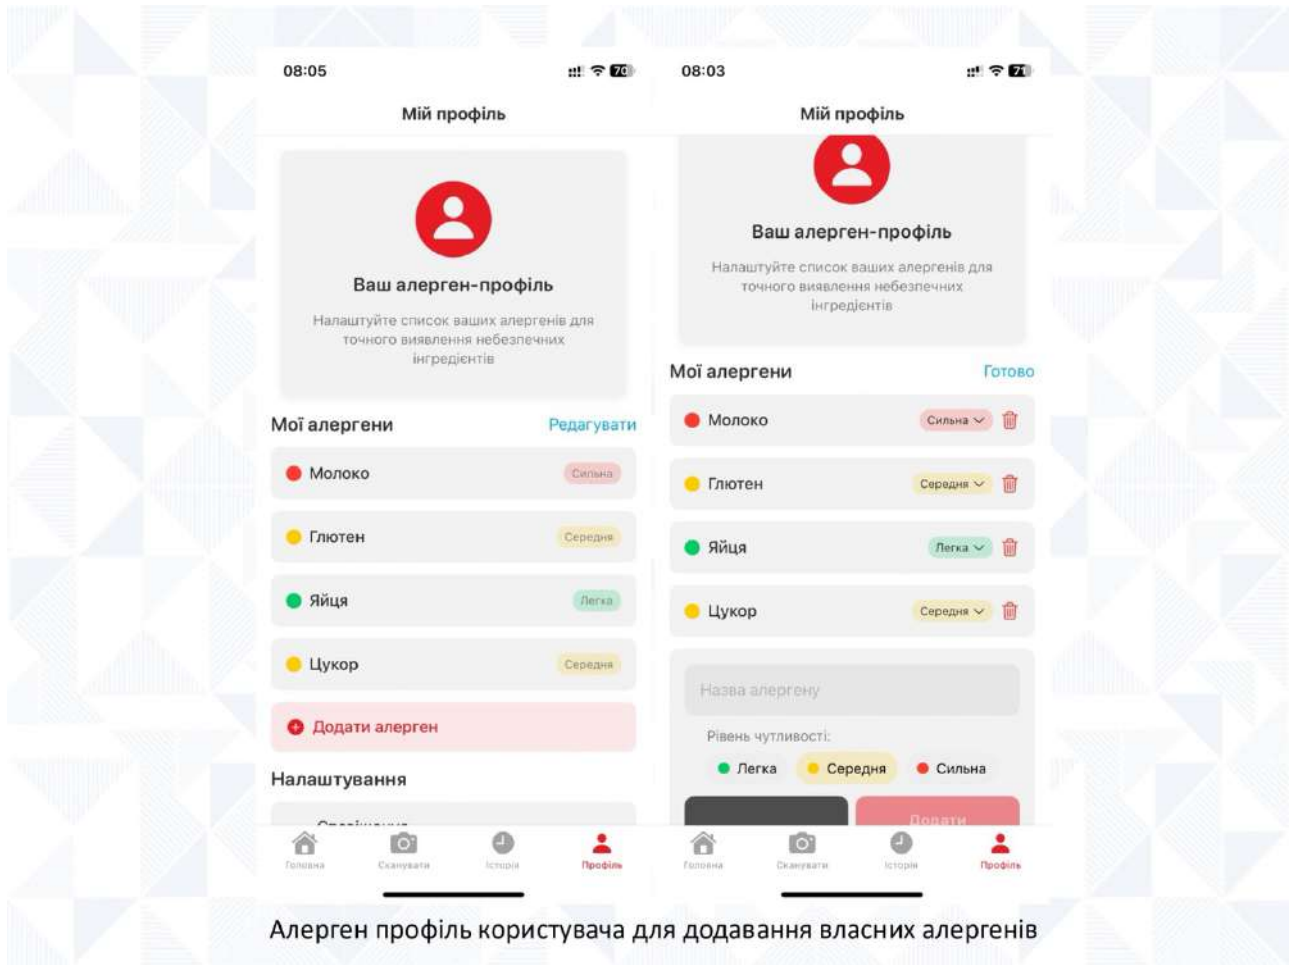 08:05
70
Мій профіль
Ваш алерген-профіль
Налаштуйте список ваших алергенів для
точного виявлення небезпечних
інгредієнтів
Мої алергени
Редагувати
Молоко
Сильна
Глютен
Середня
Яйця
Легка
Цукор
Середня
Додати алерген
Налаштування
Сповіщення
Головна
Сканувати
Історія
Профіль
08:03
71
Мій профіль
Ваш алерген-профіль
Налаштуйте список ваших алергенів для
точного виявлення небезпечних
інгредієнтів
Мої алергени
Готово
Молоко
Сильна
Глютен
Середня
Яйця
Легка
Цукор
Середня
Назва алергену
Рівень чутливості:
Легка
Середня
Сильна
Додати
Головна
Сканувати
Історія
Профіль
Алерген профіль користувача для додавання власних алергенів